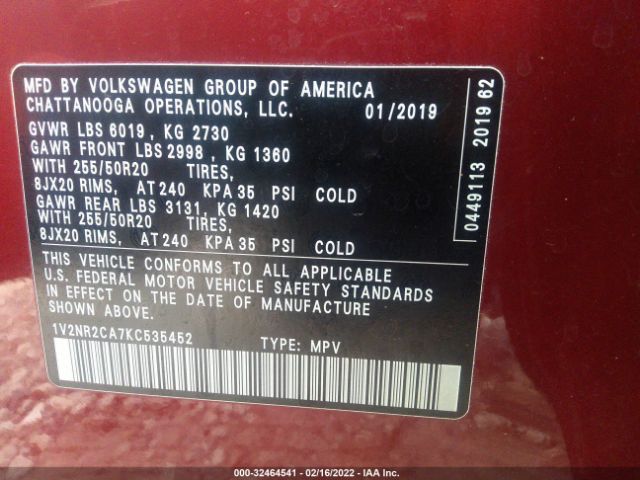 MFD BY VOLKSWAGEN GROUP OF AMERICA
CHATTANOOGA OPERATIONS, LLC. 01/2019
GVWR LBS 6019 , KG 2730
GAWR FRONT LBS 2998 , KG 1360
WITH 255/50R20 TIRES,
8JX20 RIMS, AT 240 KPA 35 PSI COLD
GAWR REAR LBS 3131, KG 1420
WITH 255/50R20 TIRES,
8JX20 RIMS, AT 240 KPA 35 PSI COLD
THIS VEHICLE CONFORMS TO ALL APPLICABLE
U.S. FEDERAL MOTOR VEHICLE SAFETY STANDARDS
IN EFFECT ON THE DATE OF MANUFACTURE
SHOWN ABOVE.
1V2NR2CA7KC535452 TYPE: MPV
0449113 2019 62
000-32464541 - 02/16/2022 - IAA Inc.